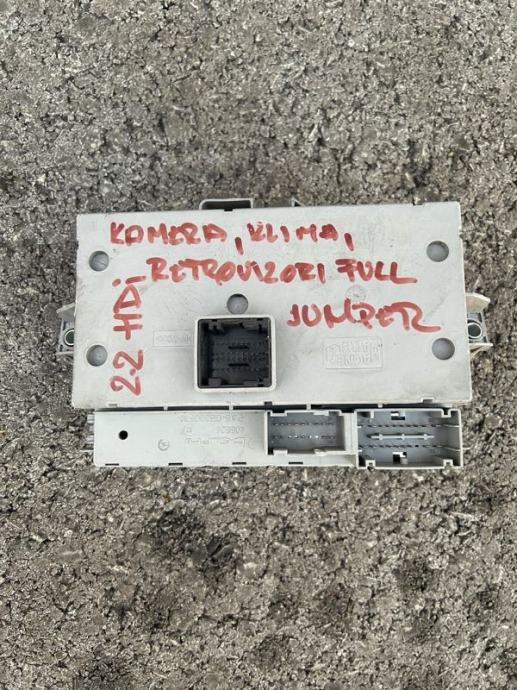 KAMERA, KLIMA,
RETROVIZORI FULL
JUMPER
2.2 HDi